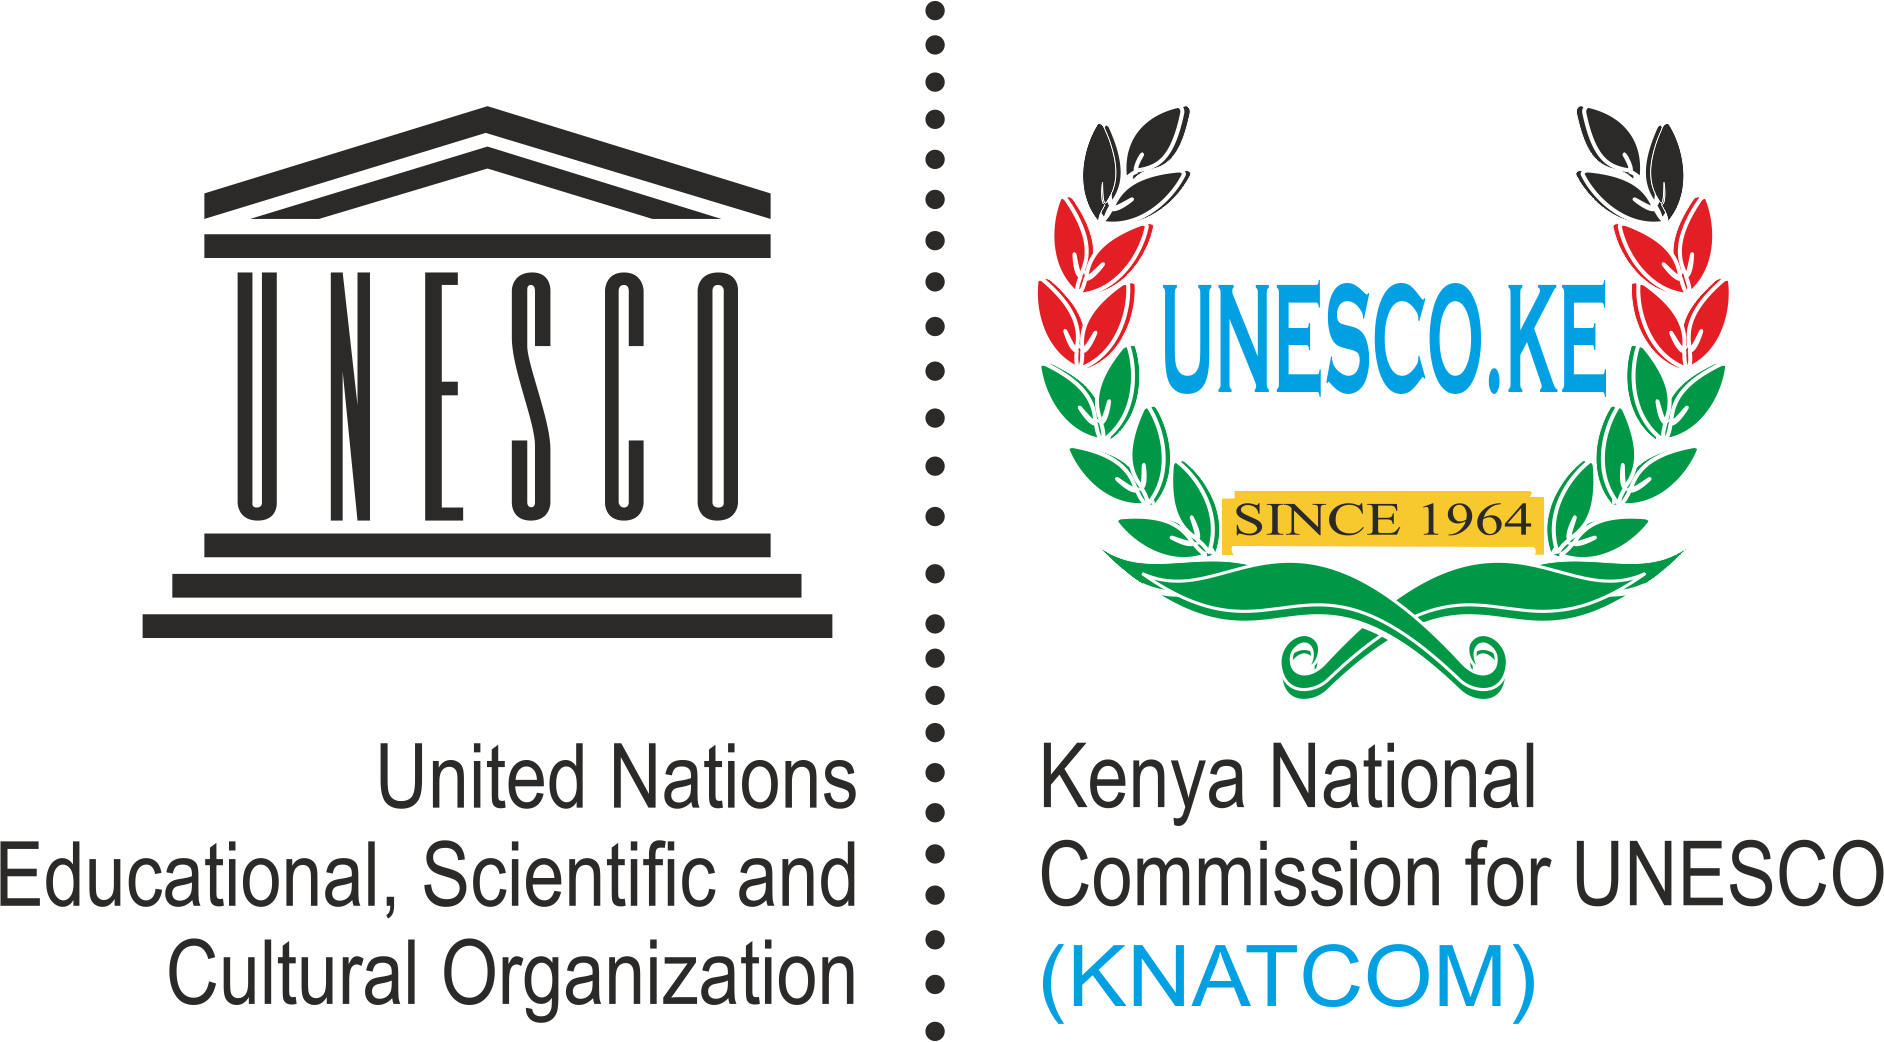 UNESCO
United Nations
Educational, Scientific and
Cultural Organization
UNESCO.KE
SINCE 1964
Kenya National
Commission for UNESCO
(KNATCOM)